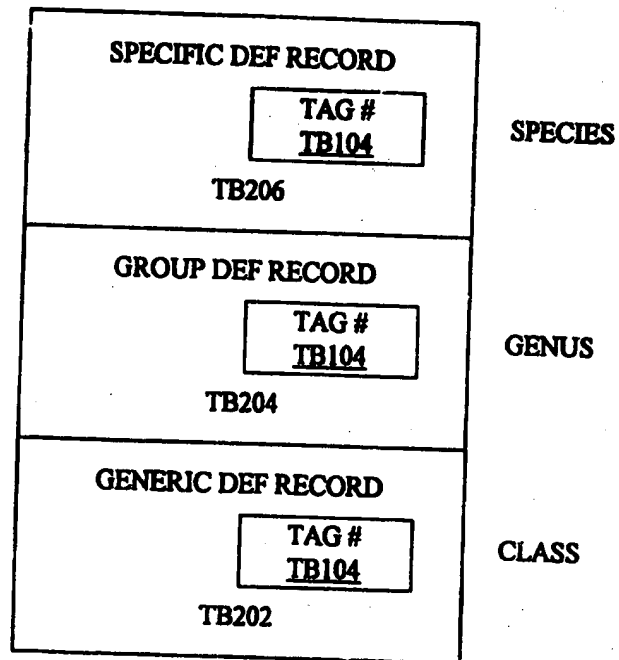 SPECIFIC DEF RECORD
TAG #
TB104
TB206
SPECIES
GROUP DEF RECORD
TAG #
TB104
TB204
GENUS
GENERIC DEF RECORD
TAG #
TB104
TB202
CLASS